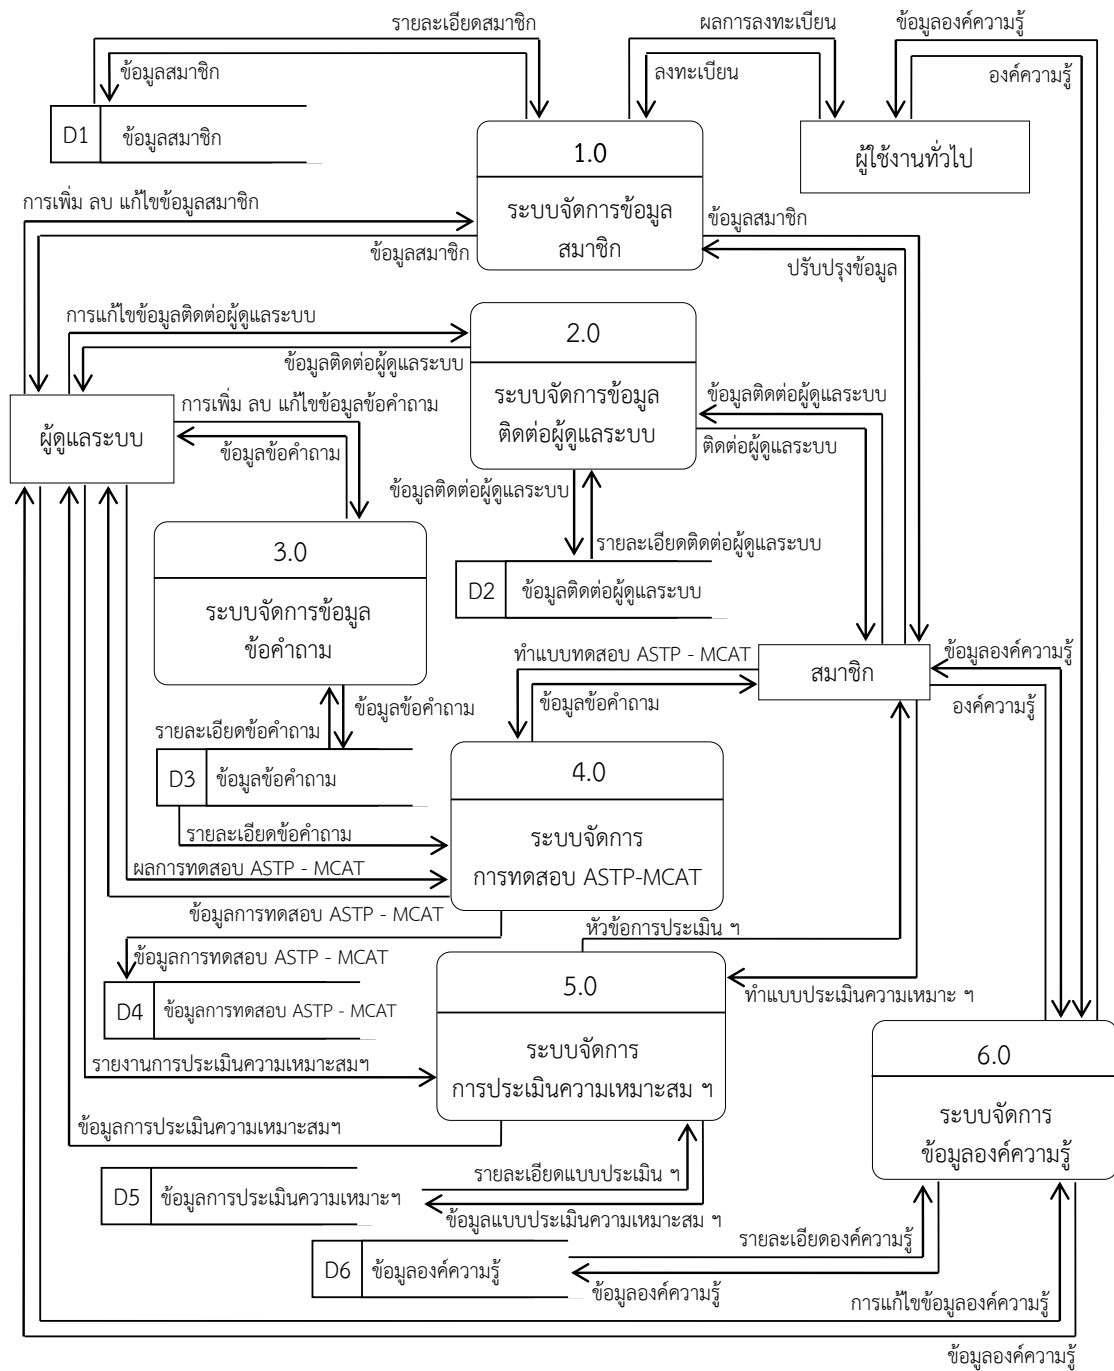 รายละเอียดสมาชิก
ผลการลงทะเบียน
ข้อมูลองค์ความรู้
ข้อมูลสมาชิก
ลงทะเบียน
องค์ความรู้
D1
ข้อมูลสมาชิก
1.0
ระบบจัดการข้อมูล
สมาชิก
ผู้ใช้งานทั่วไป
การเพิ่ม ลบ แก้ไขข้อมูลสมาชิก
ข้อมูลสมาชิก
ข้อมูลสมาชิก
ปรับปรุงข้อมูล
การแก้ไขข้อมูลติดต่อผู้ดูแลระบบ
ข้อมูลติดต่อผู้ดูแลระบบ
2.0
ระบบจัดการข้อมูล
ติดต่อผู้ดูแลระบบ
ข้อมูลติดต่อผู้ดูแลระบบ
ติดต่อผู้ดูแลระบบ
ผู้ดูแลระบบ
การเพิ่ม ลบ แก้ไขข้อมูลข้อคำถาม
ข้อมูลข้อคำถาม
ข้อมูลติดต่อผู้ดูแลระบบ
รายละเอียดติดต่อผู้ดูแลระบบ
3.0
ระบบจัดการข้อมูล
ข้อคำถาม
D2
ข้อมูลติดต่อผู้ดูแลระบบ
ทำแบบทดสอบ ASTP - MCAT
ข้อมูลข้อคำถาม
สมาชิก
ข้อมูลองค์ความรู้
องค์ความรู้
ข้อมูลข้อคำถาม
รายละเอียดข้อคำถาม
D3
ข้อมูลข้อคำถาม
4.0
ระบบจัดการ
การทดสอบ ASTP-MCAT
รายละเอียดข้อคำถาม
ผลการทดสอบ ASTP - MCAT
ข้อมูลการทดสอบ ASTP - MCAT
ข้อมูลการทดสอบ ASTP - MCAT
หัวข้อการประเมิน ฯ
D4
ข้อมูลการทดสอบ ASTP - MCAT
5.0
ระบบจัดการ
การประเมินความเหมาะสม ฯ
ทำแบบประเมินความเหมาะ ฯ
รายงานการประเมินความเหมาะสมฯ
ข้อมูลการประเมินความเหมาะสมฯ
6.0
ระบบจัดการ
ข้อมูลองค์ความรู้
D5
ข้อมูลการประเมินความเหมาะฯ
รายละเอียดแบบประเมิน ฯ
ข้อมูลแบบประเมินความเหมาะสม ฯ
D6
ข้อมูลองค์ความรู้
รายละเอียดองค์ความรู้
ข้อมูลองค์ความรู้
การแก้ไขข้อมูลองค์ความรู้
ข้อมูลองค์ความรู้